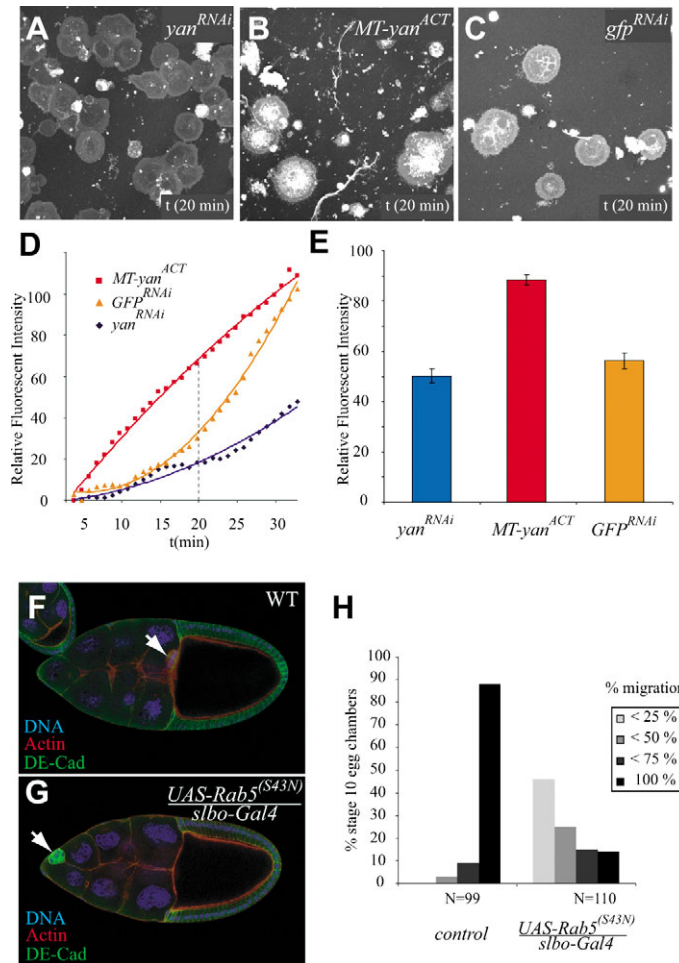 A
yan^RNAi
t (20 min)
B
MT-yan^ACT
t (20 min)
C
gfp^RNAi
t (20 min)
D
Relative Fluorescent Intensity
100
80
60
40
20
0
MT-yan^ACT
GFP^RNAi
yan^RNAi
5 10 15 20 25 30
t(min)
E
Relative Fluorescent Intensity
100
80
60
40
20
0
yan^RNAi MT-yan^ACT GFP^RNAi
F
WT
DNA
Actin
DE-Cad
G
UAS-Rab5^(S43N)
slbo-Gal4
DNA
Actin
DE-Cad
H
% stage 10 egg chambers
100
90
80
70
60
50
40
30
20
10
0
% migration
< 25 %
< 50 %
< 75 %
100 %
N=99 N=110
control
UAS-Rab5^(S43N)
slbo-Gal4